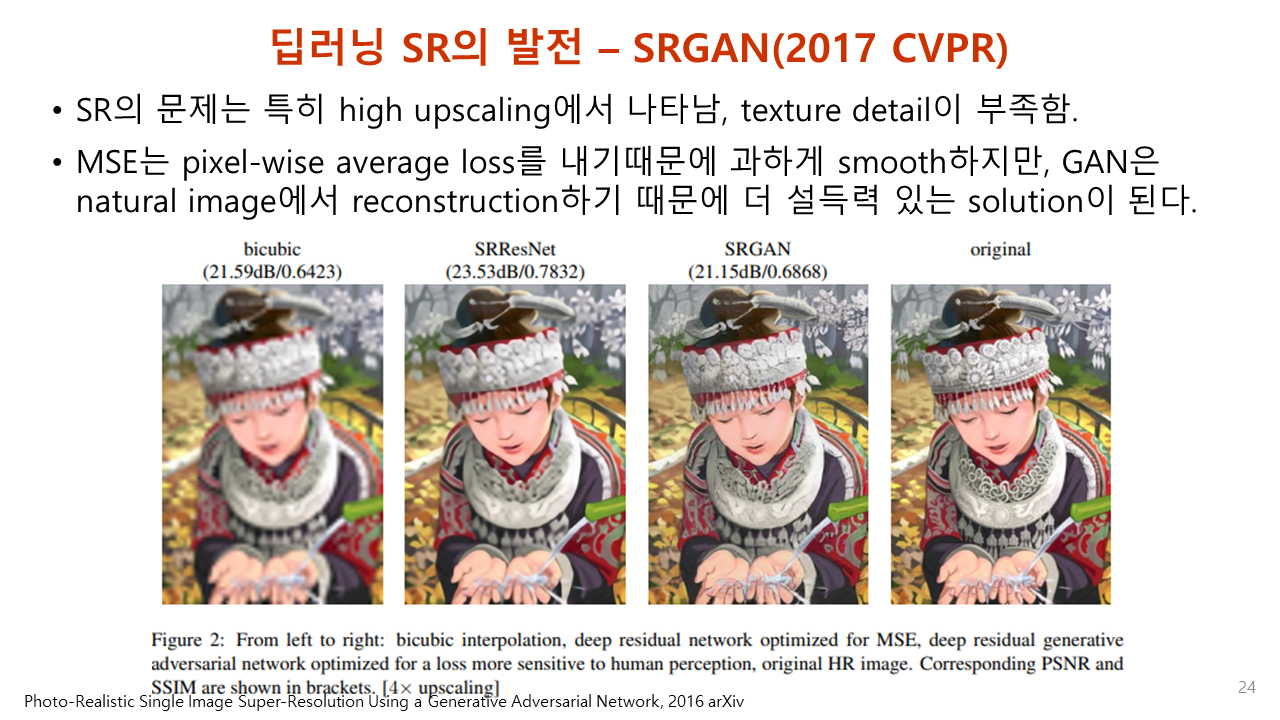 딥러닝 SR의 발전 – SRGAN(2017 CVPR)
• SR의 문제는 특히 high upscaling에서 나타남, texture detail이 부족함.
• MSE는 pixel-wise average loss를 내기때문에 과하게 smooth하지만, GAN은
natural image에서 reconstruction하기 때문에 더 설득력 있는 solution이 된다.
bicubic
(21.59dB/0.6423)
SRResNet
(23.53dB/0.7832)
SRGAN
(21.15dB/0.6868)
original
Figure 2: From left to right: bicubic interpolation, deep residual network optimized for MSE, deep residual generative
adversarial network optimized for a loss more sensitive to human perception, original HR image. Corresponding PSNR and
SSIM are shown in brackets. [4× upscaling]
Photo-Realistic Single Image Super-Resolution Using a Generative Adversarial Network, 2016 arXiv
24